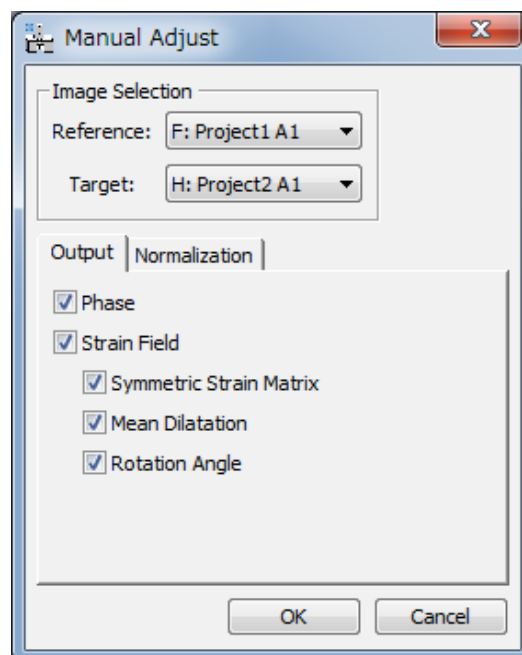 Manual Adjust
Image Selection
Reference: F: Project1 A1
Target: H: Project2 A1
Output Normalization
Phase
Strain Field
Symmetric Strain Matrix
Mean Dilatation
Rotation Angle
OK Cancel